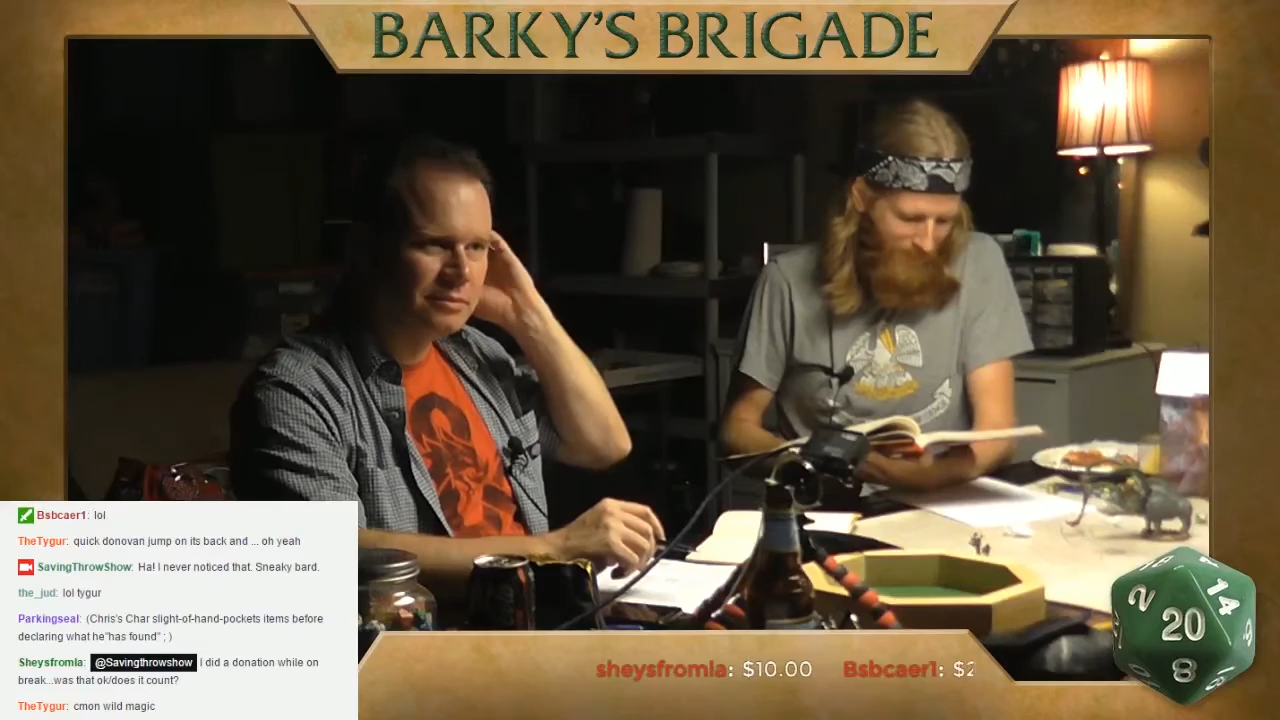 BARKY'S BRIGADE
Bsbcaer1: lol
TheTygur: quick donovan jump on its back and ... oh yeah
SavingThrowShow: Ha! I never noticed that. Sneaky bard.
the_jud: lol tygur
Parkingseal: (Chris's Char slight-of-hand-pockets items before
declaring what he"has found" ; )
Sheysfromla: @Savingthrowshow I did a donation while on
break...was that ok/does it count?
TheTygur: cmon wild magic
sheysfromla: $10.00 Bsbcaer1: $2
2 20 14 8